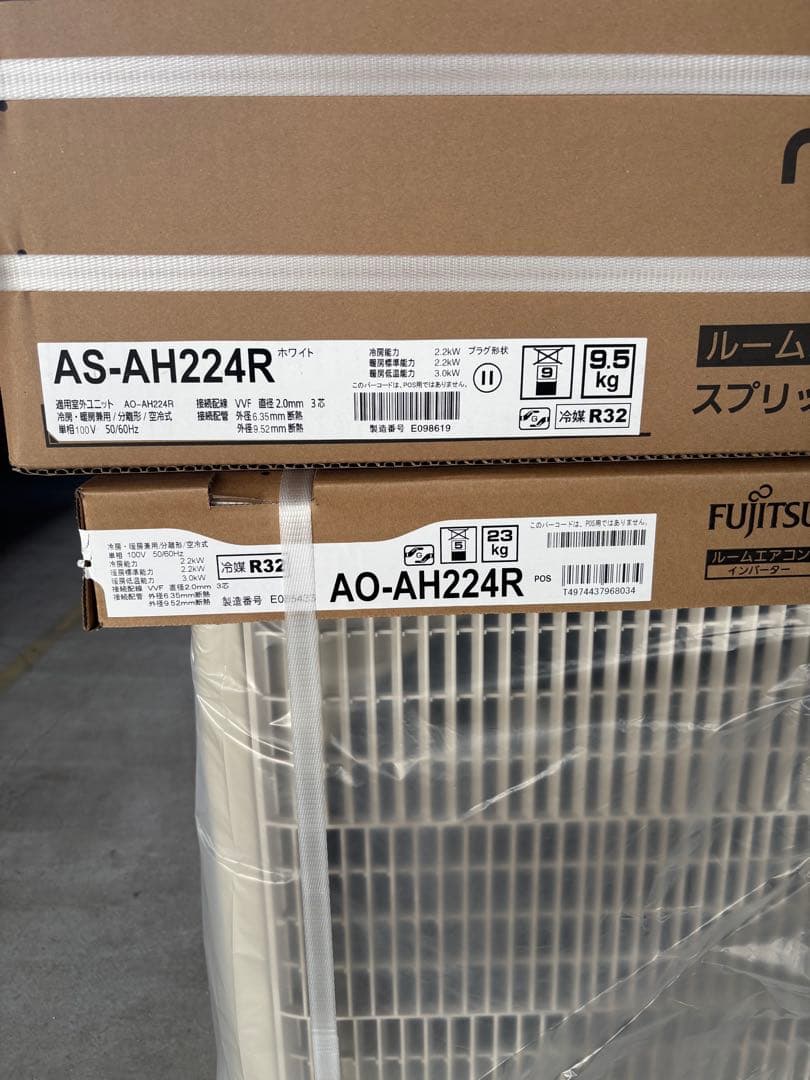 AS-AH224R ホワイト
適用室外ユニット AO-AH224R
冷房・暖房兼用/分離形/空冷式
単相100V 50/60Hz
接続配線 VVF 直径2.0mm 3芯
接続配管 外径6.35mm断熱
外径9.52mm断熱
冷房能力 2.2kW
暖房標準能力 2.2kW
暖房低温能力 3.0kW
このバーコードは、POS用ではありません。
製造番号 E098619
プラグ形状
9
9.5
kg
G
冷媒 R32
ルーム
スプリッ
冷房・暖房兼用/分離形/空冷式
単相 100V 50/60Hz
冷房能力 2.2kW
暖房標準能力 2.2kW
暖房低温能力 3.0kW
接続配線 VVF 直径2.0mm 3芯
接続配管 外径6.35mm断熱
外径9.52mm断熱
冷媒 R32
製造番号
G
5
23
kg
AO-AH224R
このバーコードは、POS用ではありません。
POS
T4974437968034
FUJITSU
ルームエアコン
インバーター